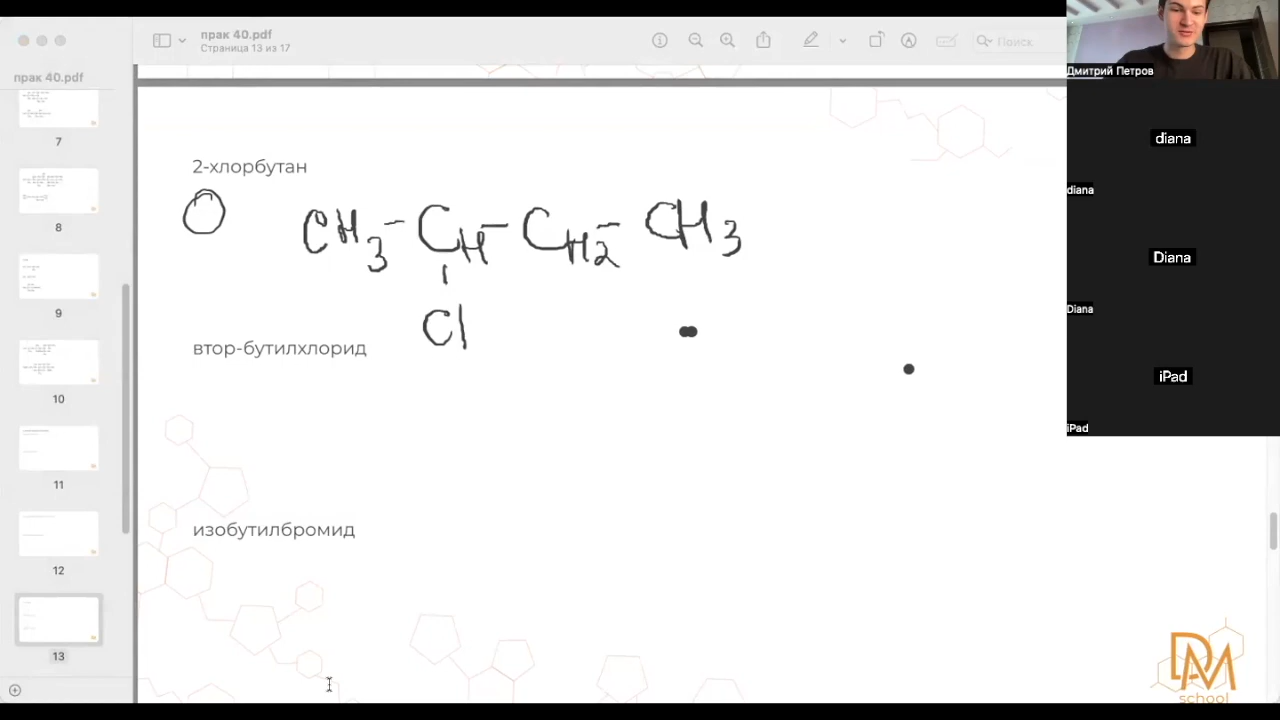 прак 40.pdf
Страница 13 из 17
Поиск
прак 40.pdf
7
8
9
10
11
12
13
2-хлорбутан
CH3-CH-CH2-CH3
Cl
втор-бутилхлорид
изобутилбромид
Дмитрий Петров
diana
diana
Diana
Diana
iPad
iPad
DM
school